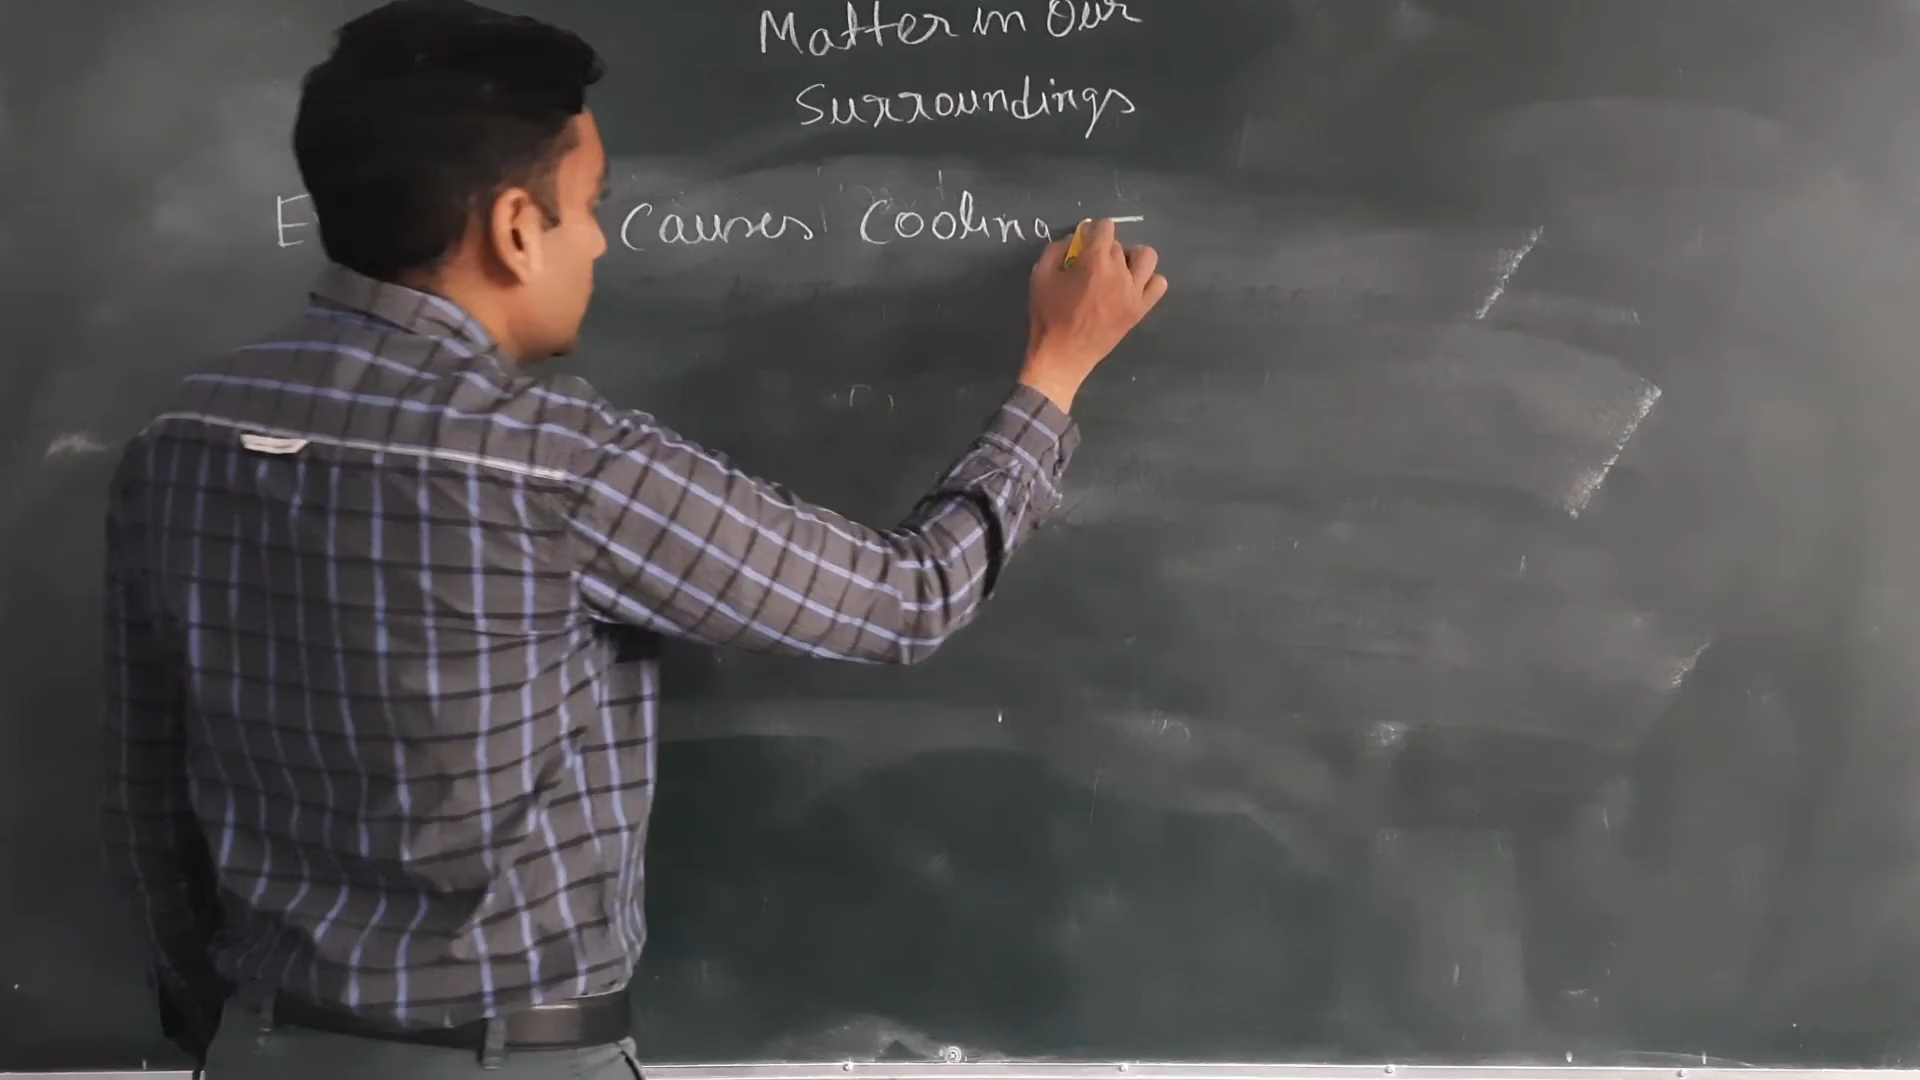 Matter in Our
Surroundings
causes cooling